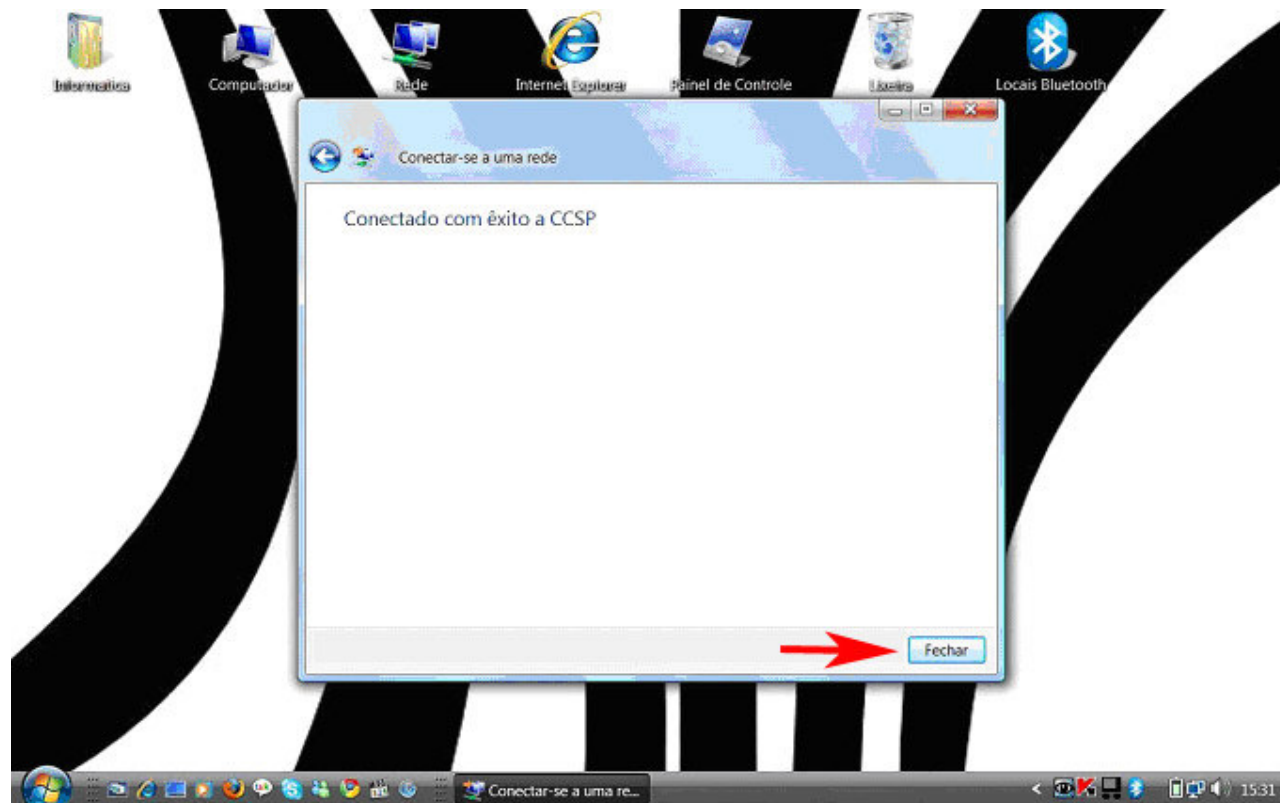 Informatica
Computador
Rede
Internet Explorer
Painel de Controle
Lixeira
Locais Bluetooth
Conectar-se a uma rede
Conectado com êxito a CCSP
Fechar
Conectar-se a uma re...
15:31